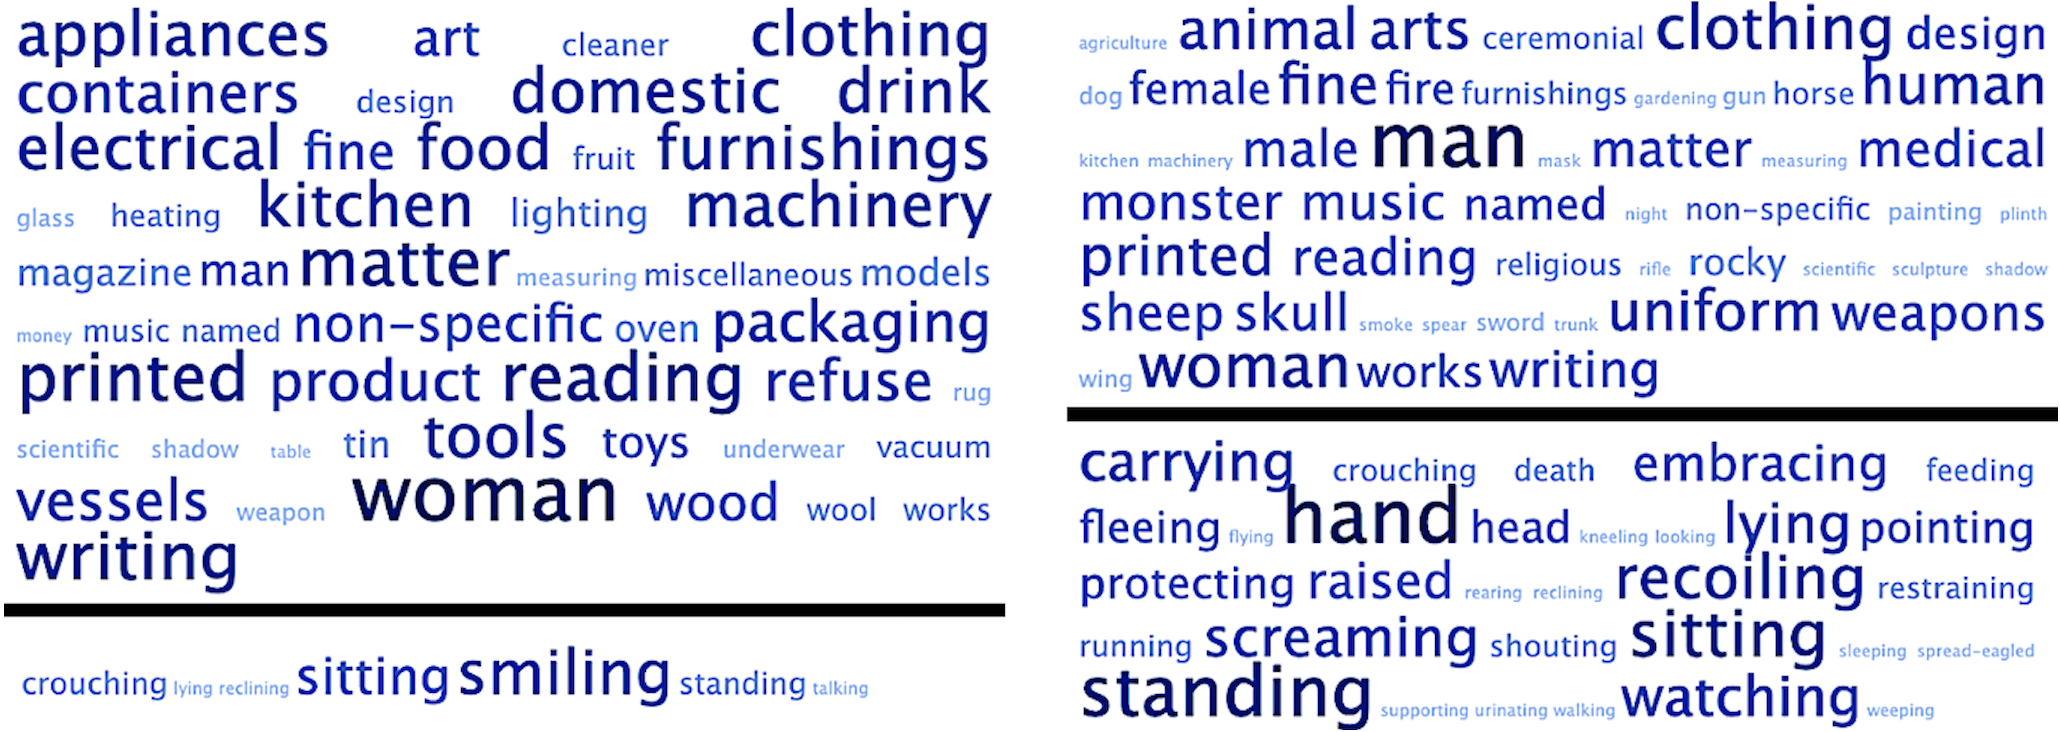 appliances art cleaner clothing
containers design domestic drink
electrical fine food fruit furnishings
glass heating kitchen lighting machinery
magazine man matter measuring miscellaneous models
money music named non-specific oven packaging
printed product reading refuse rug
scientific shadow table tin tools toys underwear vacuum
vessels weapon woman wood wool works
writing
crouching lying reclining sitting smiling standing talking
agriculture animal arts ceremonial clothing design
dog female fine fire furnishings gardening gun horse human
kitchen machinery male man mask matter measuring medical
monster music named night non-specific painting plinth
printed reading religious rifle rocky scientific sculpture shadow
sheep skull smoke spear sword trunk uniform weapons
wing woman works writing
carrying crouching death embracing feeding
fleeing flying hand head kneeling looking lying pointing
protecting raised rearing reclining recoiling restraining
running screaming shouting sitting sleeping spread-eagled
standing supporting urinating walking watching weeping